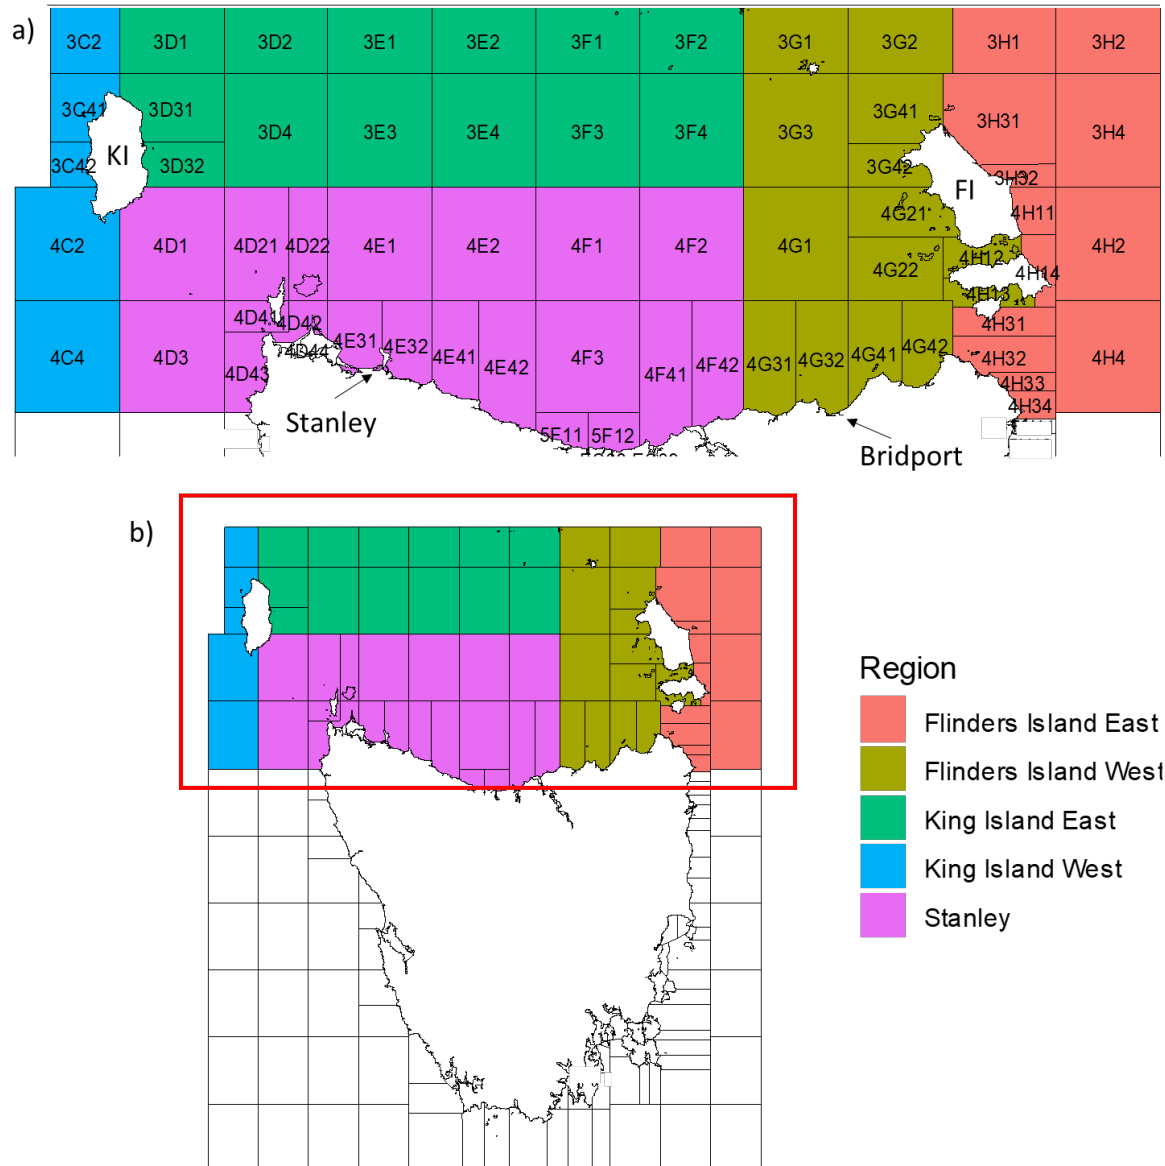 a)
3C2 3D1 3D2 3E1 3E2 3F1 3F2 3G1 3G2 3H1 3H2
3C41 3D31 3G41
3D4 3E3 3E4 3F3 3F4 3G3 3H31 3H4
KI
3C42 3D32 3G42 3H32
FI
4G21 4H11
4C2 4D1 4D21 4D22 4E1 4E2 4F1 4F2 4G1 4H2
4H12
4G22 4H14
4H13
4D41 4D42 4H31
4E31 4E32
4C4 4D3 4D44 4E41 4E42 4F3 4G31 4G32 4G41 4G42 4H32 4H4
4D43 4F41 4F42 4H33
4H34
Stanley
5F11 5F12
Bridport
b)
Region
Flinders Island East
Flinders Island West
King Island East
King Island West
Stanley